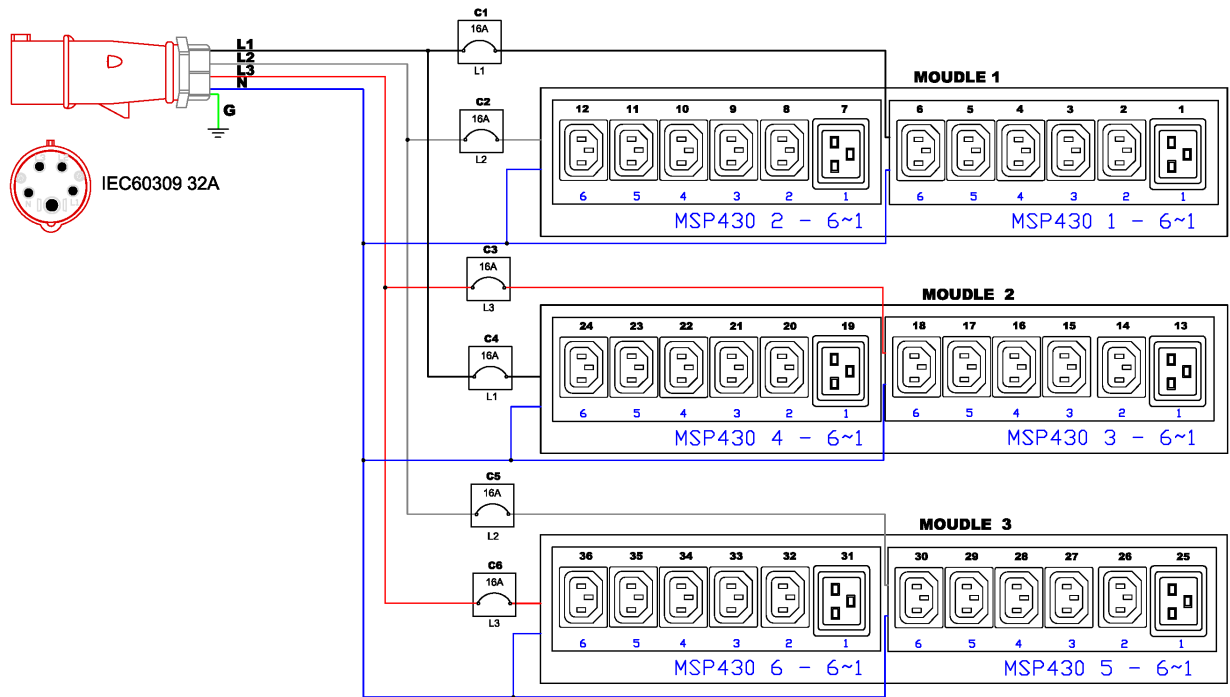 L1
L2
L3
N
G
IEC60309 32A
C1
16A
L1
C2
16A
L2
MOUDLE 1
12 11 10 9 8 7 6 5 4 3 2 1
6 5 4 3 2 1 6 5 4 3 2 1
MSP430 2 - 6~1 MSP430 1 - 6~1
C3
16A
L3
C4
16A
L1
MOUDLE 2
24 23 22 21 20 19 18 17 16 15 14 13
6 5 4 3 2 1 6 5 4 3 2 1
MSP430 4 - 6~1 MSP430 3 - 6~1
C5
16A
L2
C6
16A
L3
MOUDLE 3
36 35 34 33 32 31 30 29 28 27 26 25
6 5 4 3 2 1 6 5 4 3 2 1
MSP430 6 - 6~1 MSP430 5 - 6~1